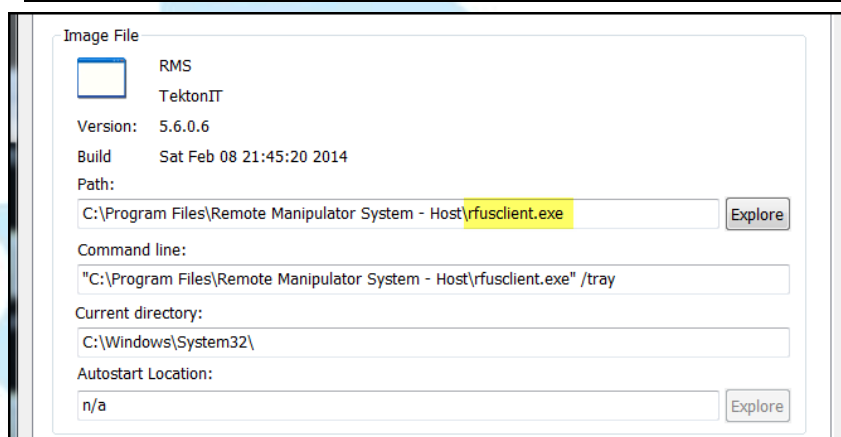 Image File
RMS
TektonIT
Version: 5.6.0.6
Build Sat Feb 08 21:45:20 2014
Path:
C:\Program Files\Remote Manipulator System - Host\rfusclient.exe Explore
Command line:
"C:\Program Files\Remote Manipulator System - Host\rfusclient.exe" /tray
Current directory:
C:\Windows\System32\
Autostart Location:
n/a Explore